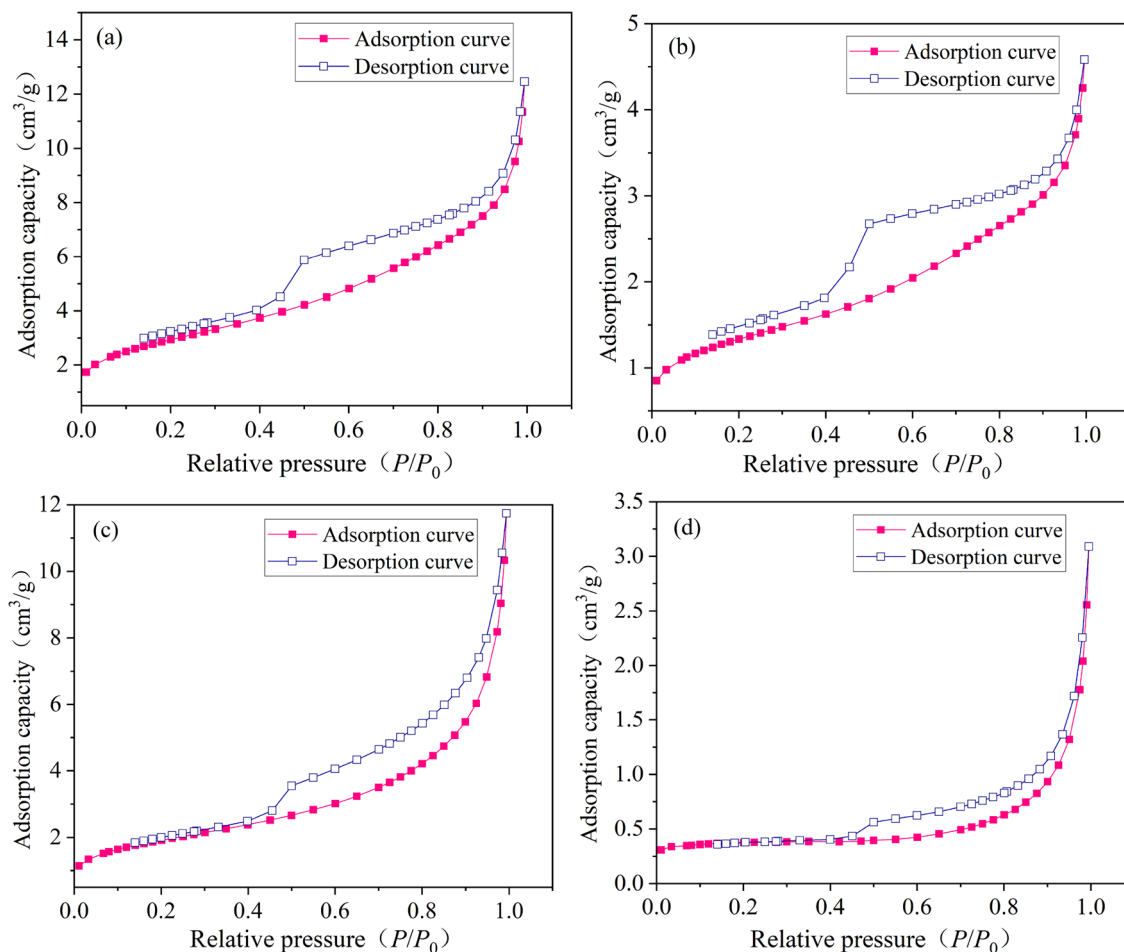 (a)
Adsorption curve
Desorption curve
14
12
10
8
6
4
2
0.0 0.2 0.4 0.6 0.8 1.0
Adsorption capacity（cm³/g）
Relative pressure（P/P₀）
(b)
Adsorption curve
Desorption curve
5
4
3
2
1
0.0 0.2 0.4 0.6 0.8 1.0
Adsorption capacity（cm³/g）
Relative pressure（P/P₀）
(c)
Adsorption curve
Desorption curve
12
10
8
6
4
2
0.0 0.2 0.4 0.6 0.8 1.0
Adsorption capacity（cm³/g）
Relative pressure（P/P₀）
(d)
Adsorption curve
Desorption curve
3.5
3.0
2.5
2.0
1.5
1.0
0.5
0.0
0.0 0.2 0.4 0.6 0.8 1.0
Adsorption capacity（cm³/g）
Relative pressure（P/P₀）